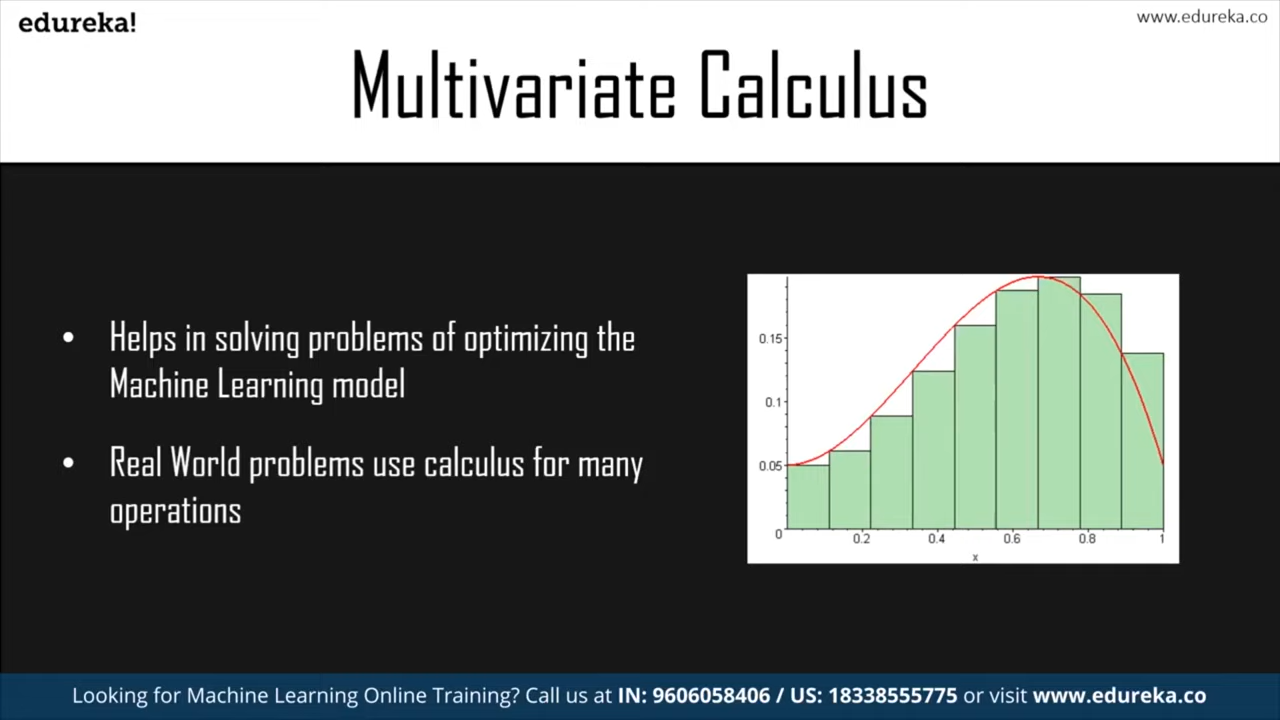 edureka!
www.edureka.co
Multivariate Calculus
• Helps in solving problems of optimizing the
Machine Learning model
• Real World problems use calculus for many
operations
0.15
0.1
0.05
0
0.2 0.4 0.6 0.8 1
x
Looking for Machine Learning Online Training? Call us at IN: 9606058406 / US: 18338555775 or visit www.edureka.co